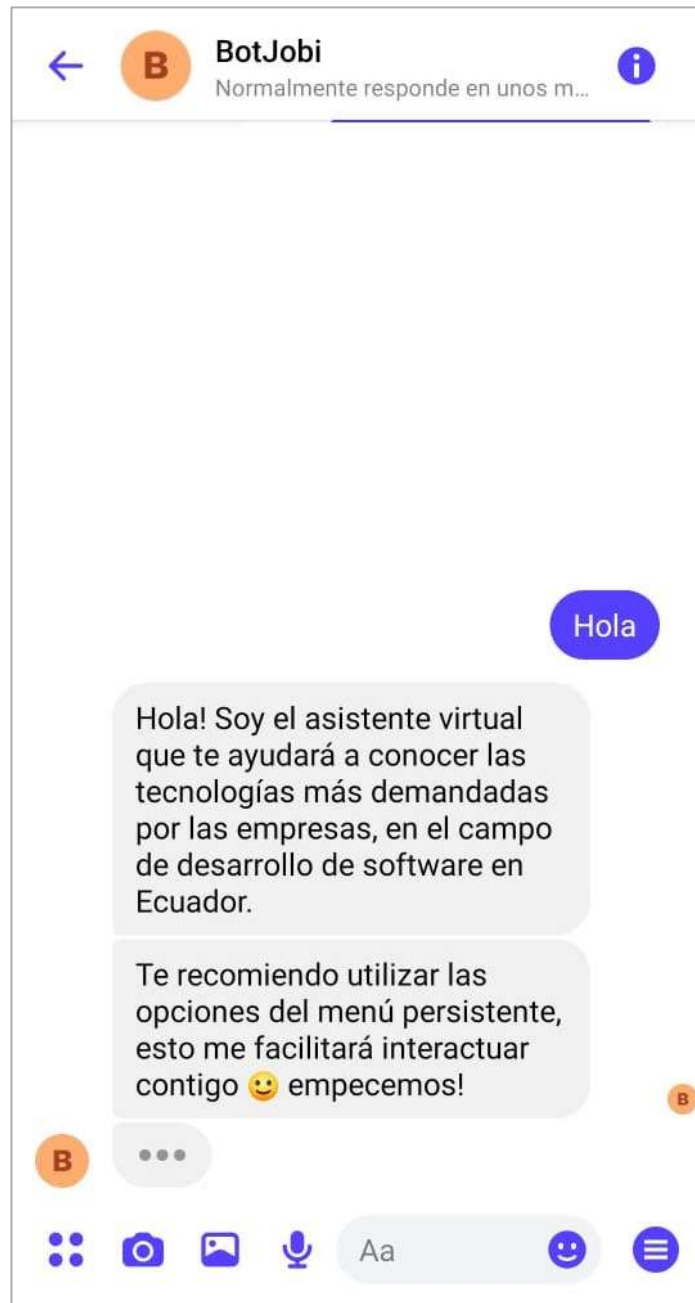 B
BotJobi
Normalmente responde en unos m...
Hola
Hola! Soy el asistente virtual
que te ayudará a conocer las
tecnologías más demandadas
por las empresas, en el campo
de desarrollo de software en
Ecuador.
Te recomiendo utilizar las
opciones del menú persistente,
esto me facilitará interactuar
contigo 🙂 empecemos!
B
B
Aa